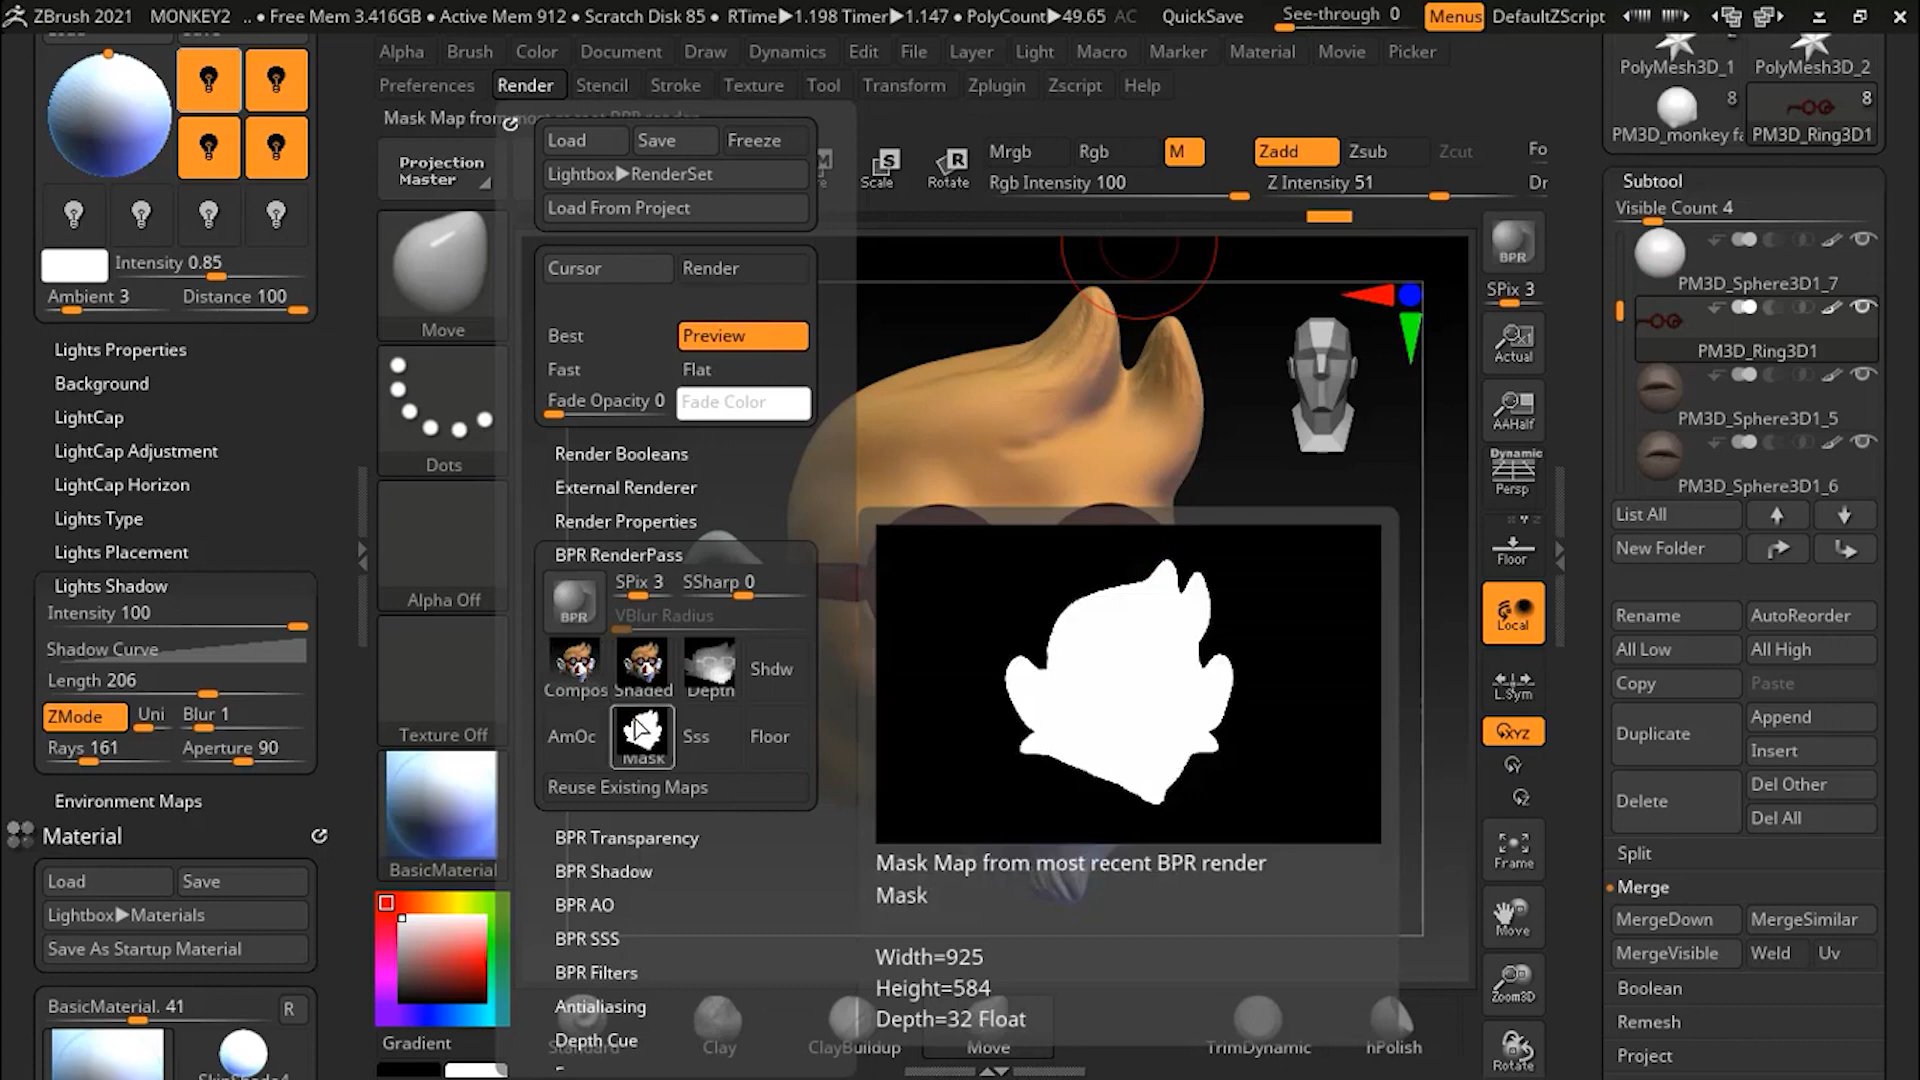 ZBrush 2021 MONKEY2 .. • Free Mem 3.416GB • Active Mem 912 • Scratch Disk 85 • RTime▶1.198 Timer▶1.147 • PolyCount▶49.65 AC QuickSave See-through 0 Menus DefaultZScript
Alpha Brush Color Document Draw Dynamics Edit File Layer Light Macro Marker Material Movie Picker
Preferences Render Stencil Stroke Texture Tool Transform Zplugin Zscript Help
Intensity 0.85
Ambient 3 Distance 100
Lights Properties
Background
LightCap
LightCap Adjustment
LightCap Horizon
Lights Type
Lights Placement
Lights Shadow
Intensity 100
Shadow Curve
Length 206
ZMode Uni Blur 1
Rays 161 Aperture 90
Environment Maps
Material
Load Save
Lightbox▶Materials
Save As Startup Material
BasicMaterial. 41 R
Projection
Master
Move
Dots
Alpha Off
Texture Off
BasicMaterial
Gradient
Load Save Freeze
Lightbox▶RenderSet
Load From Project
Cursor Render
Best Preview
Fast Flat
Fade Opacity 0 Fade Color
Render Booleans
External Renderer
Render Properties
BPR RenderPass
SPix 3 SSharp 0
BPR VBlur Radius
Compos Shaded Depth Shdw
AmOc Mask Sss Floor
Reuse Existing Maps
BPR Transparency
BPR Shadow
BPR AO
BPR SSS
BPR Filters
Antialiasing
Depth Cue
Scale Rotate
Mrgb Rgb M Zadd Zsub Zcut Fo
Rgb Intensity 100 Z Intensity 51 Dr
Mask Map from most recent BPR render
Mask
Width=925
Height=584
Depth=32 Float
Standard Clay ClayBuildup Move TrimDynamic hPolish
BPR
SPix 3
Actual
AAHalf
Dynamic
Persp
Floor
Local
L.Sym
XYZ
Frame
Move
Zoom3D
Rotate
PolyMesh3D_1 PolyMesh3D_2
8 8
PM3D_monkey fa PM3D_Ring3D1
Subtool
Visible Count 4
PM3D_Sphere3D1_7
PM3D_Ring3D1
PM3D_Sphere3D1_5
PM3D_Sphere3D1_6
List All
New Folder
Rename AutoReorder
All Low All High
Copy Paste
Duplicate Append
Insert
Delete Del Other
Del All
Split
Merge
MergeDown MergeSimilar
MergeVisible Weld Uv
Boolean
Remesh
Project